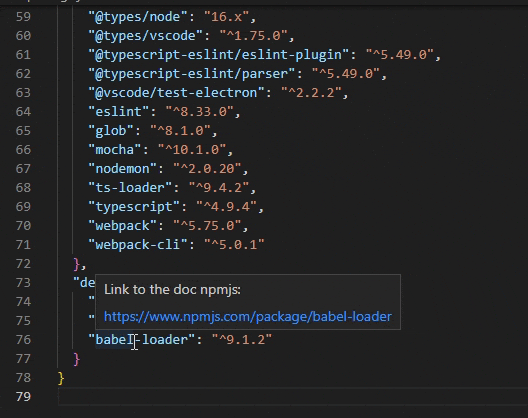 59 "@types/node": "16.x",
60 "@types/vscode": "^1.75.0",
61 "@typescript-eslint/eslint-plugin": "^5.49.0",
62 "@typescript-eslint/parser": "^5.49.0",
63 "@vscode/test-electron": "^2.2.2",
64 "eslint": "^8.33.0",
65 "glob": "^8.1.0",
66 "mocha": "^10.1.0",
67 "nodemon": "^2.0.20",
68 "ts-loader": "^9.4.2",
69 "typescript": "^4.9.4",
70 "webpack": "^5.75.0",
71 "webpack-cli": "^5.0.1"
72 },
73 "de
Link to the doc npmjs:
74 "
https://www.npmjs.com/package/babel-loader
75 "
76 "babel-loader": "^9.1.2"
77 }
78 }
79